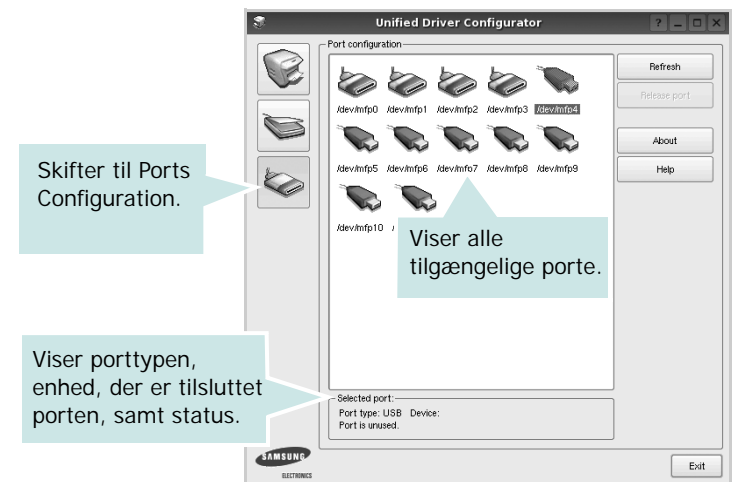 Unified Driver Configurator
Port configuration
/dev/mfp0 /dev/mfp1 /dev/mfp2 /dev/mfp3 /dev/mfp4
/dev/mfp5 /dev/mfp6 /dev/mfp7 /dev/mfp8 /dev/mfp9
/dev/mfp10 /
Refresh
Release port
About
Help
Skifter til Ports
Configuration.
Viser alle
tilgængelige porte.
Viser porttypen,
enhed, der er tilsluttet
porten, samt status.
Selected port:
Port type: USB Device:
Port is unused.
SAMSUNG
ELECTRONICS
Exit